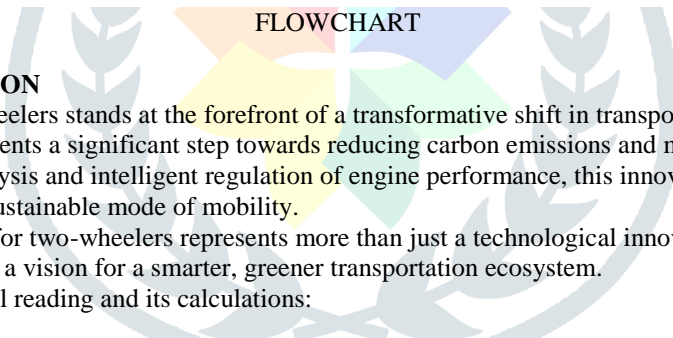 FLOWCHART
ON
eelers stands at the forefront of a transformative shift in transpo
ents a significant step towards reducing carbon emissions and
ysis and intelligent regulation of engine performance, this innov
ustainable mode of mobility.
for two-wheelers represents more than just a technological innov
a vision for a smarter, greener transportation ecosystem.
l reading and its calculations: